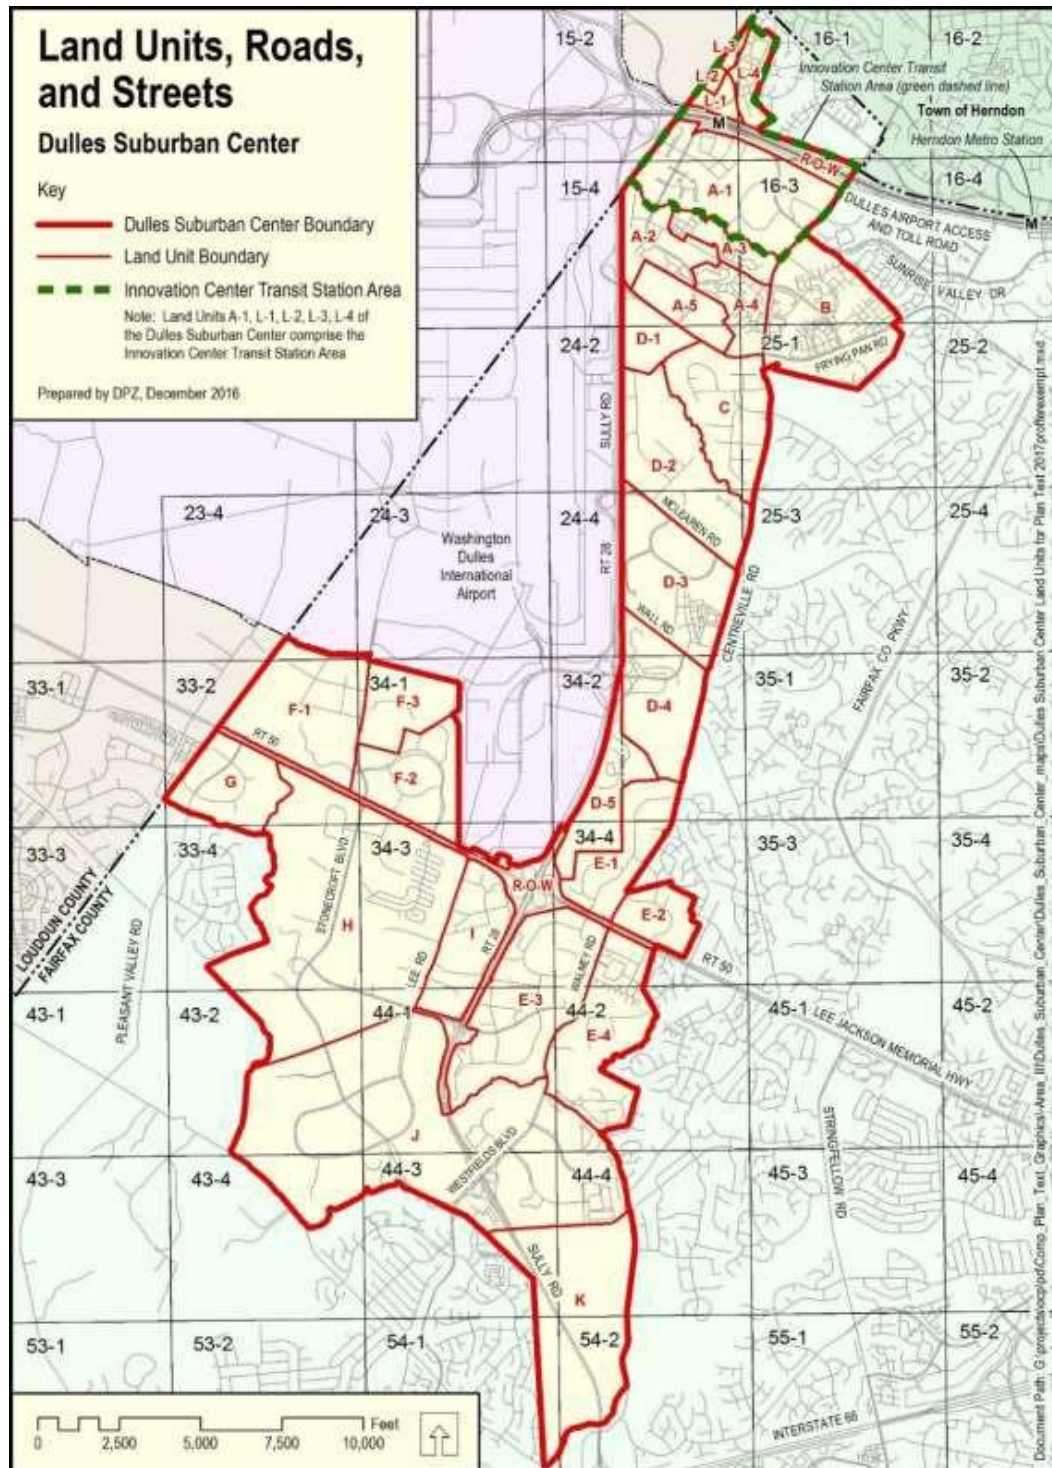 Land Units, Roads,
and Streets
Dulles Suburban Center
Key
Dulles Suburban Center Boundary
Land Unit Boundary
Innovation Center Transit Station Area
Note: Land Units A-1, L-1, L-2, L-3, L-4 of
the Dulles Suburban Center comprise the
Innovation Center Transit Station Area
Prepared by DPZ, December 2016
15-2
16-1
16-2
L-3
L-2
L-4
L-1
M
Innovation Center Transit
Station Area (green dashed line)
Town of Herndon
Herndon Metro Station
R-O-W
15-4
A-1
16-3
16-4
M
DULLES AIRPORT ACCESS
AND TOLL ROAD
SUNRISE VALLEY DR
A-2
A-3
A-5
A-4
B
24-2
D-1
25-1
25-2
FRYING PAN RD
SULLY RD
C
D-2
23-4
24-3
24-4
25-3
25-4
MCLEAREN RD
Washington
Dulles
International
Airport
RT 28
D-3
WALL RD
CENTREVILLE RD
FAIRFAX CO PKWY
33-1
33-2
34-1
34-2
35-1
35-2
F-1
F-3
D-4
RT 50
G
F-2
D-5
33-3
33-4
34-3
34-4
35-3
35-4
E-1
STONECROFT BLVD
R-O-W
E-2
LOUDOUN COUNTY
FAIRFAX COUNTY
PLEASANT VALLEY RD
H
I
RT 28
LEE RD
WALNEY RD
RT 50
43-1
43-2
44-1
E-3
44-2
45-1
45-2
E-4
LEE JACKSON MEMORIAL HWY
J
WESTFIELDS BLVD
STRINGFELLOW RD
43-3
43-4
44-3
44-4
45-3
45-4
SULLY RD
K
53-1
53-2
54-1
54-2
55-1
55-2
INTERSTATE 66
Feet
0
2,500
5,000
7,500
10,000